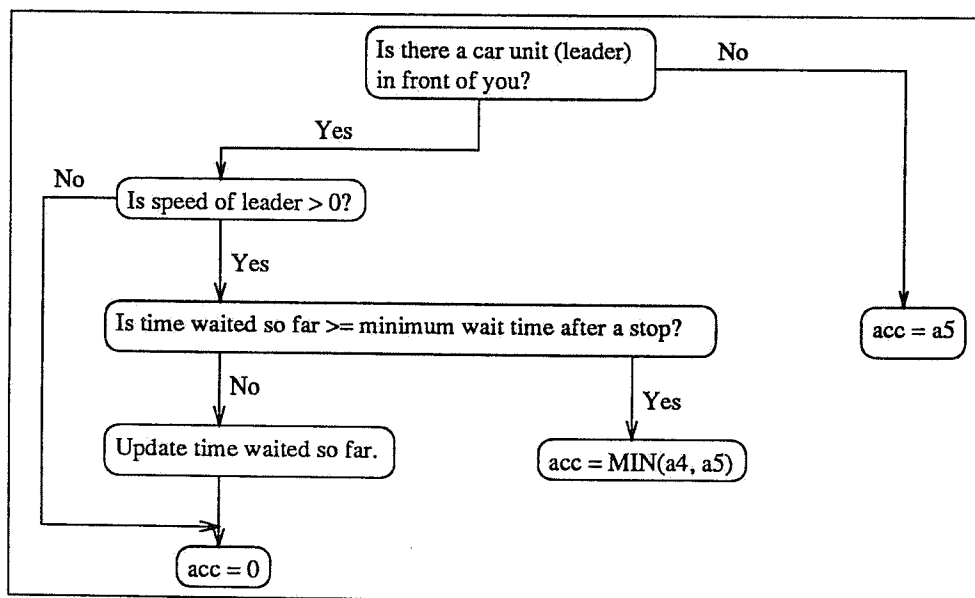 Is there a car unit (leader)
in front of you?
No
Yes
No
Is speed of leader > 0?
Yes
Is time waited so far >= minimum wait time after a stop?
acc = a5
No
Yes
Update time waited so far.
acc = MIN(a4, a5)
acc = 0